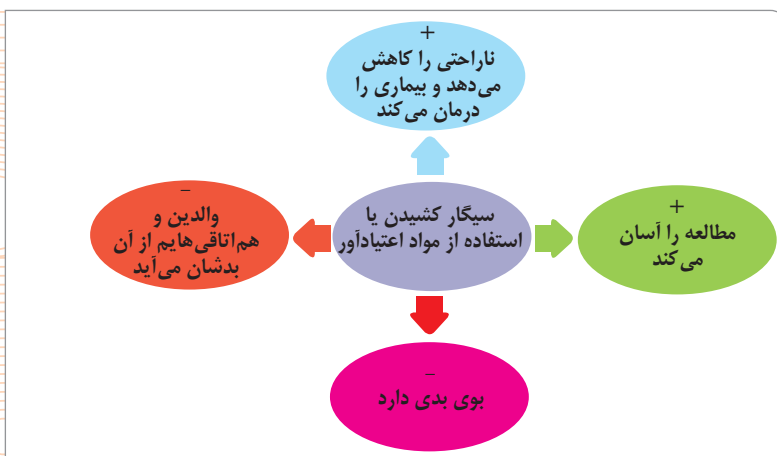 +
ناراحتی را کاهش
می‌دهد و بیماری را
درمان می‌کند
+
مطالعه را آسان
می‌کند
سیگار کشیدن یا
استفاده از مواد اعتیادآور
–
والدین و
هم‌اتاقی‌هایم از آن
بدشان می‌آید
–
بوی بدی دارد